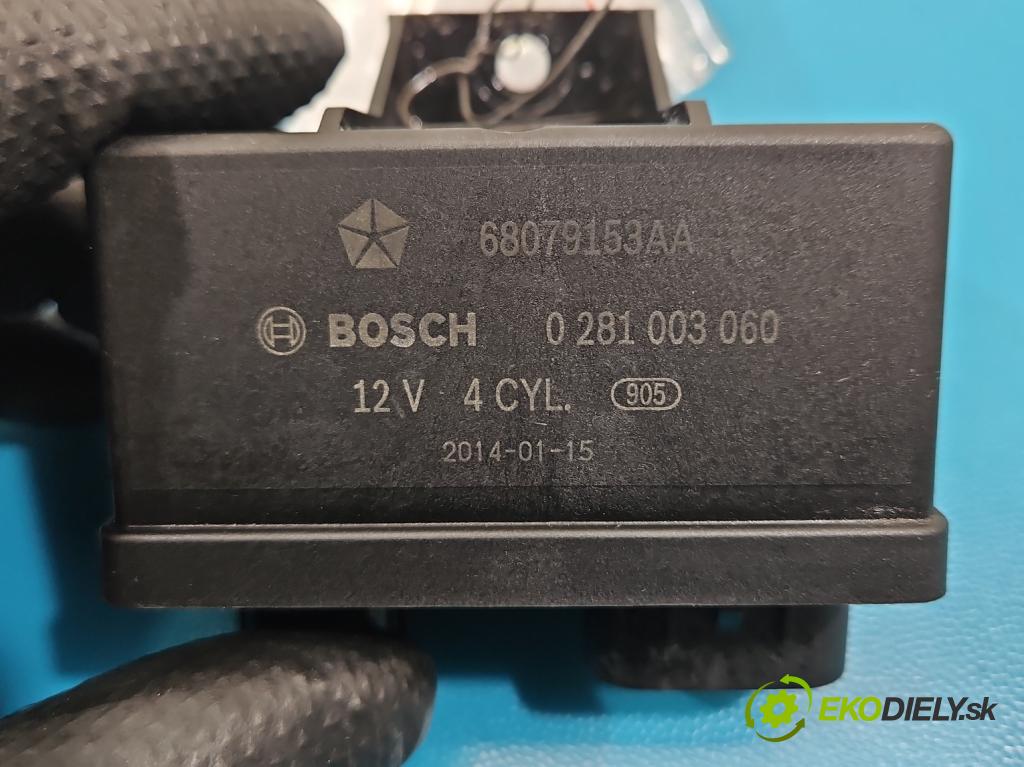 68079153AA
BOSCH 0 281 003 060
12 V 4 CYL. 905
2014-01-15
EKODIELY.sk